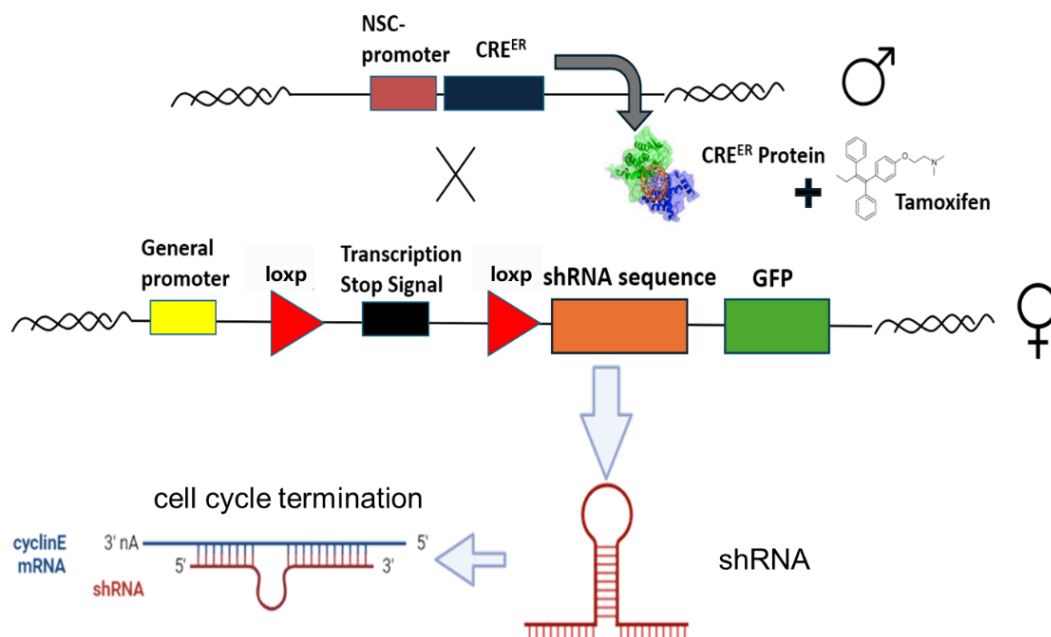 NSC-
promoter
CRE^ER
CRE^ER Protein
+
Tamoxifen
General
promoter
loxp
Transcription
Stop Signal
loxp
shRNA sequence
GFP
cell cycle termination
cyclinE
mRNA
3' nA
5'
5'
3'
shRNA
shRNA
O
N